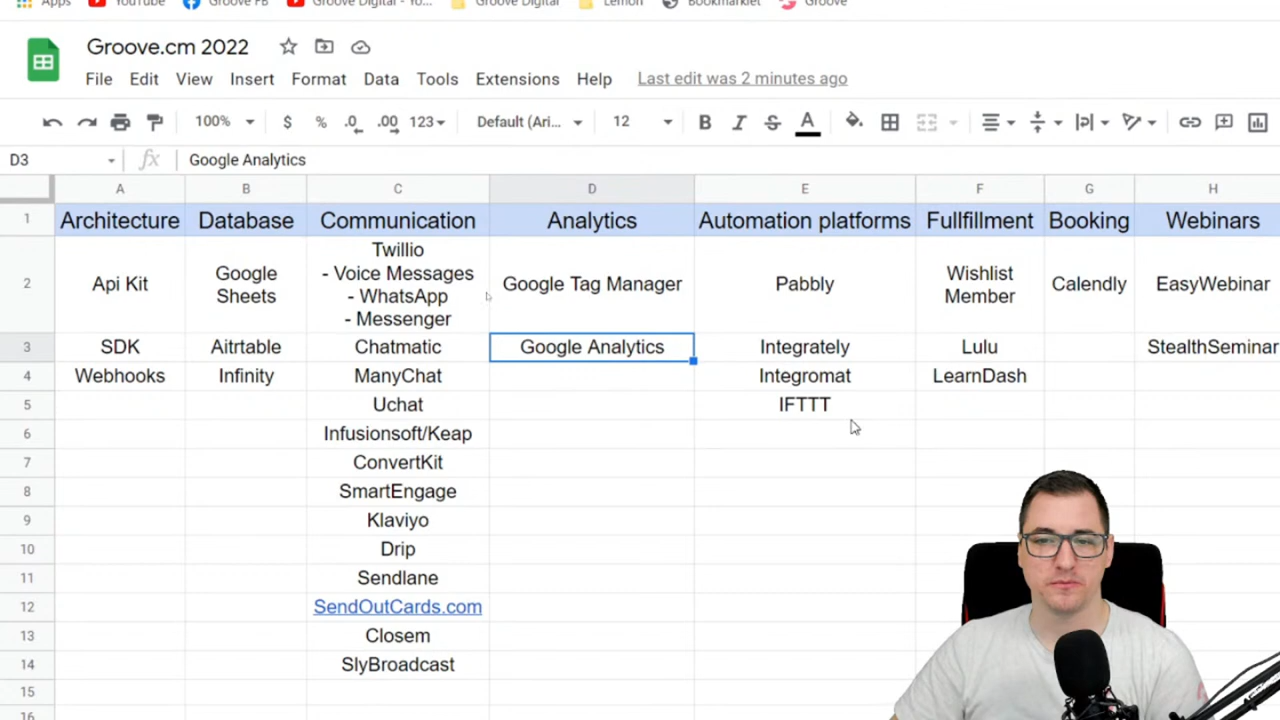 Apps YouTube Groove FB Groove Digital - Yo... Groove Digital Lemon Bookmarklet Groove
Groove.cm 2022
File Edit View Insert Format Data Tools Extensions Help Last edit was 2 minutes ago
100% $ % .0 .00 123 Default (Ari... 12 B I S A
D3 fx Google Analytics
A B C D E F G H
1 Architecture Database Communication Analytics Automation platforms Fullfillment Booking Webinars
2 Api Kit Google Sheets Twillio - Voice Messages - WhatsApp - Messenger Google Tag Manager Pabbly Wishlist Member Calendly EasyWebinar
3 SDK Aitrtable Chatmatic Google Analytics Integrately Lulu StealthSeminar
4 Webhooks Infinity ManyChat Integromat LearnDash
5 Uchat IFTTT
6 Infusionsoft/Keap
7 ConvertKit
8 SmartEngage
9 Klaviyo
10 Drip
11 Sendlane
12 SendOutCards.com
13 Closem
14 SlyBroadcast
15
16